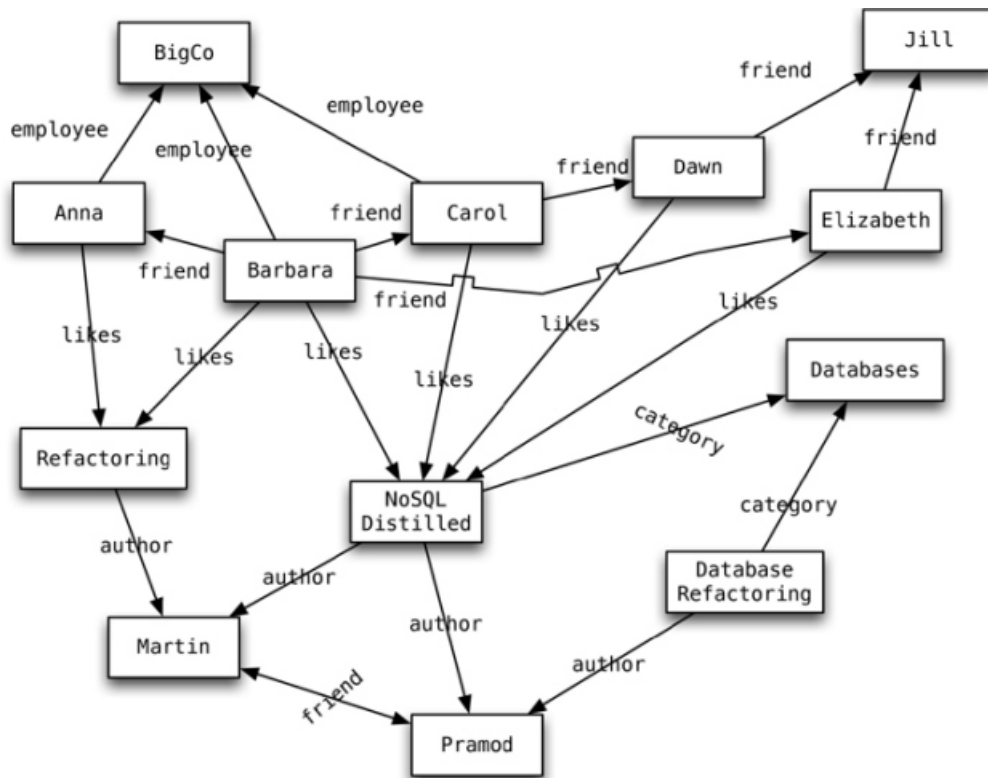 BigCo
Jill
friend
employee
employee
friend
employee
friend
Dawn
Anna
friend
Carol
Elizabeth
friend
Barbara
friend
likes
likes
likes
likes
likes
likes
Databases
category
Refactoring
NoSQL
Distilled
category
author
author
Database
Refactoring
author
Martin
author
friend
Pramod